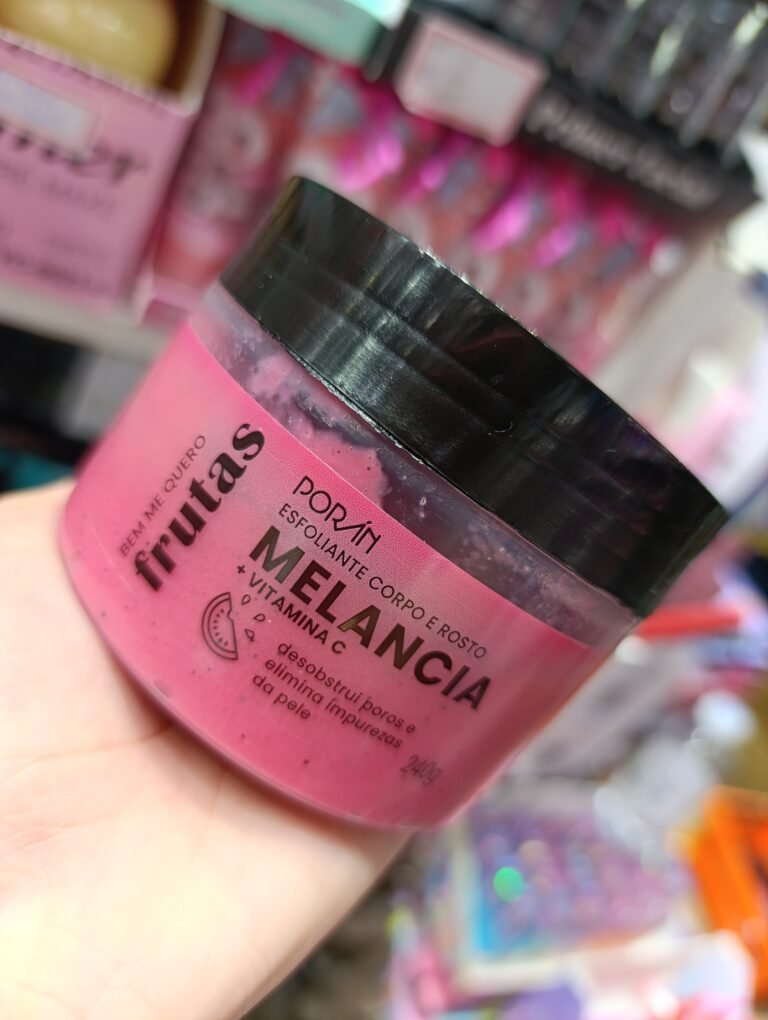 BEM ME QUERO
frutas
PORÁN
ESFOLIANTE CORPO E ROSTO
MELANCIA
+ VITAMINA C
desobstrui poros e
elimina impurezas
da pele
240g